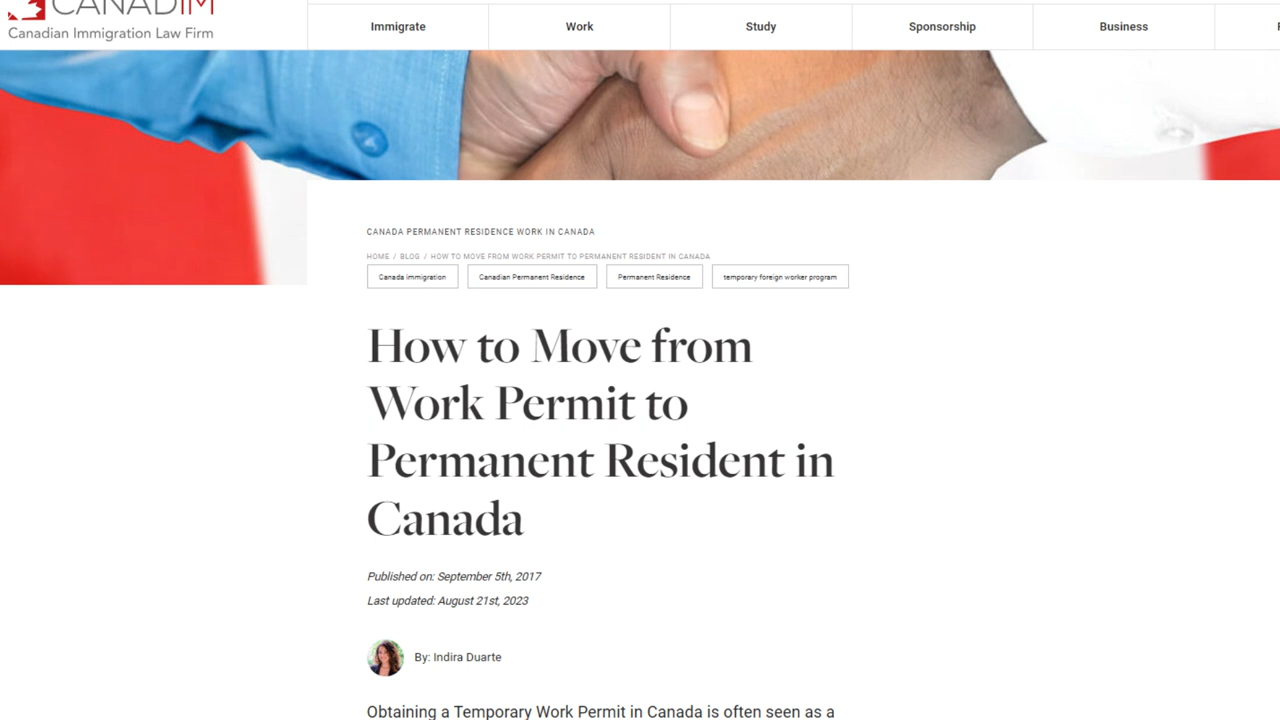 CANADIM
Canadian Immigration Law Firm
Immigrate
Work
Study
Sponsorship
Business
CANADA PERMANENT RESIDENCE WORK IN CANADA
HOME / BLOG / HOW TO MOVE FROM WORK PERMIT TO PERMANENT RESIDENT IN CANADA
Canada immigration
Canadian Permanent Residence
Permanent Residence
temporary foreign worker program
How to Move from
Work Permit to
Permanent Resident in
Canada
Published on: September 5th, 2017
Last updated: August 21st, 2023
By: Indira Duarte
Obtaining a Temporary Work Permit in Canada is often seen as a